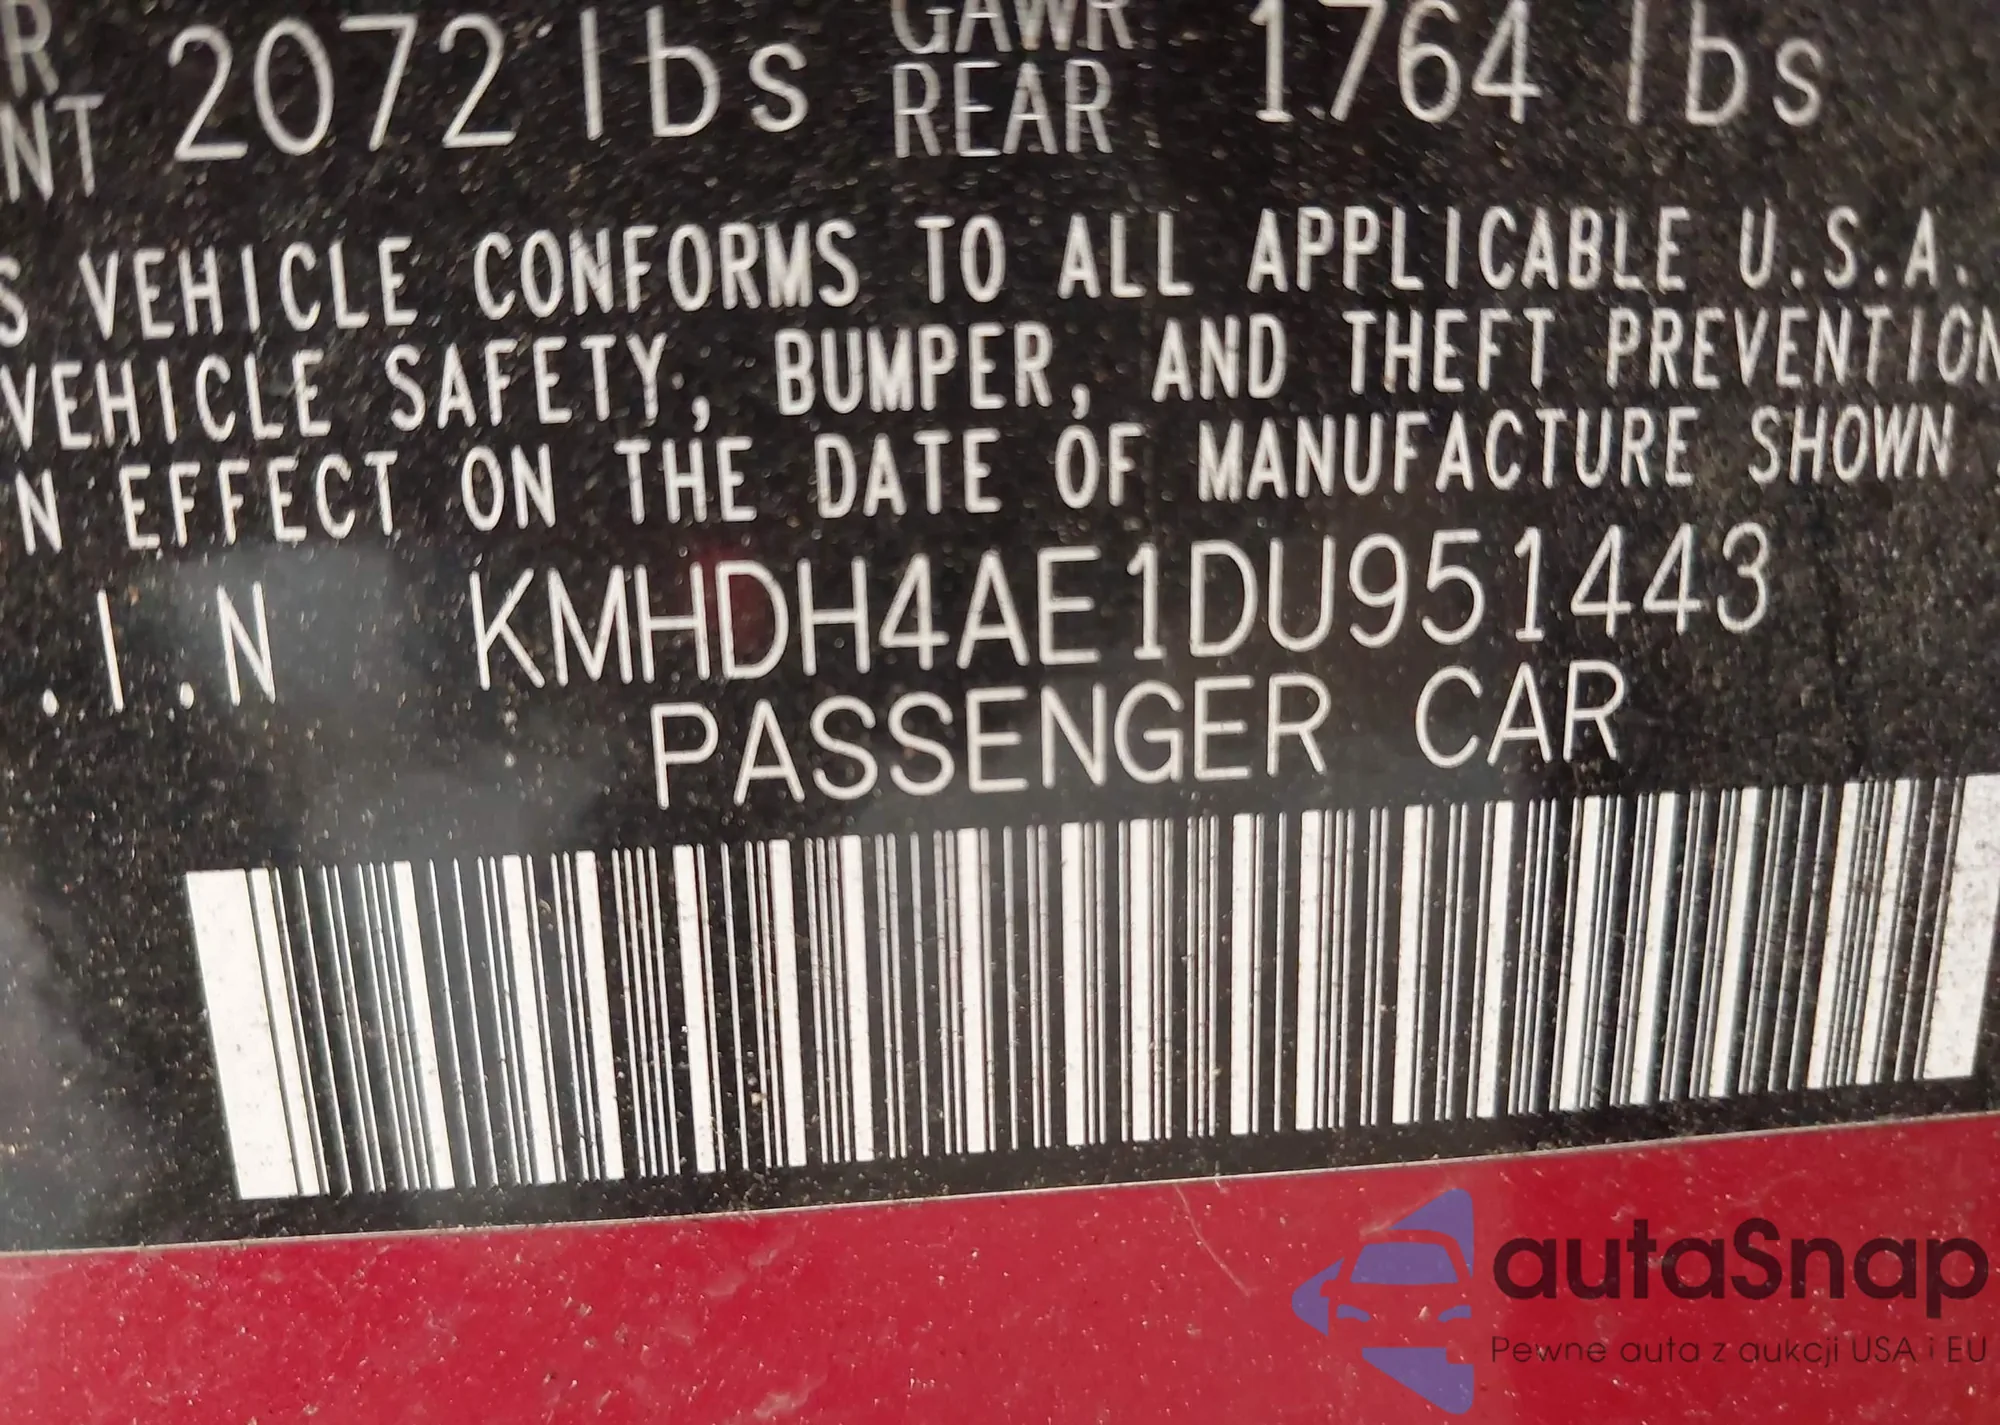 R 2072 lbs GAWR 1764 lbs
NT REAR
S VEHICLE CONFORMS TO ALL APPLICABLE U.S.A.
VEHICLE SAFETY, BUMPER, AND THEFT PREVENTION
N EFFECT ON THE DATE OF MANUFACTURE SHOWN
.I.N KMHDH4AE1DU951443
PASSENGER CAR
autaSnap
Pewne auta z aukcji USA i EU